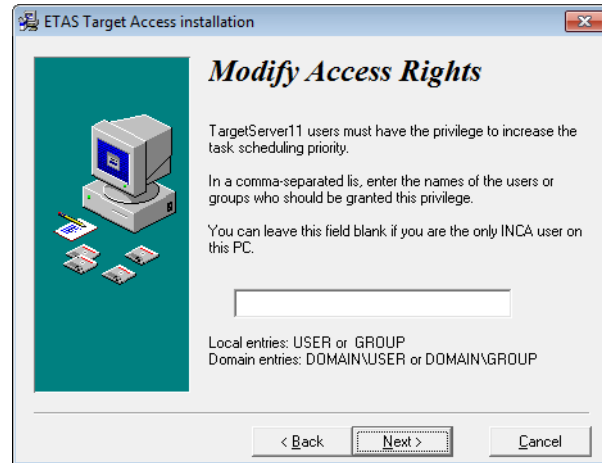 ETAS Target Access installation
Modify Access Rights
TargetServer11 users must have the privilege to increase the
task scheduling priority.
In a comma-separated lis, enter the names of the users or
groups who should be granted this privilege.
You can leave this field blank if you are the only INCA user on
this PC.
Local entries: USER or GROUP
Domain entries: DOMAIN\USER or DOMAIN\GROUP
< Back
Next >
Cancel